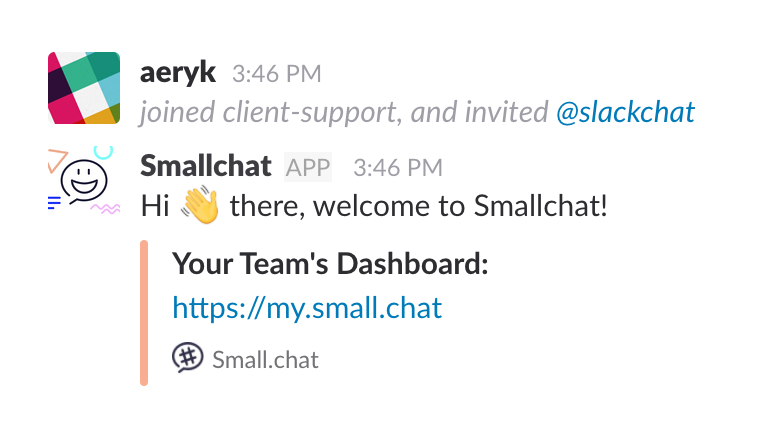 aeryk 3:46 PM
joined client-support, and invited @slackchat
Smallchat APP 3:46 PM
Hi 👋 there, welcome to Smallchat!
Your Team's Dashboard:
https://my.small.chat
Small.chat